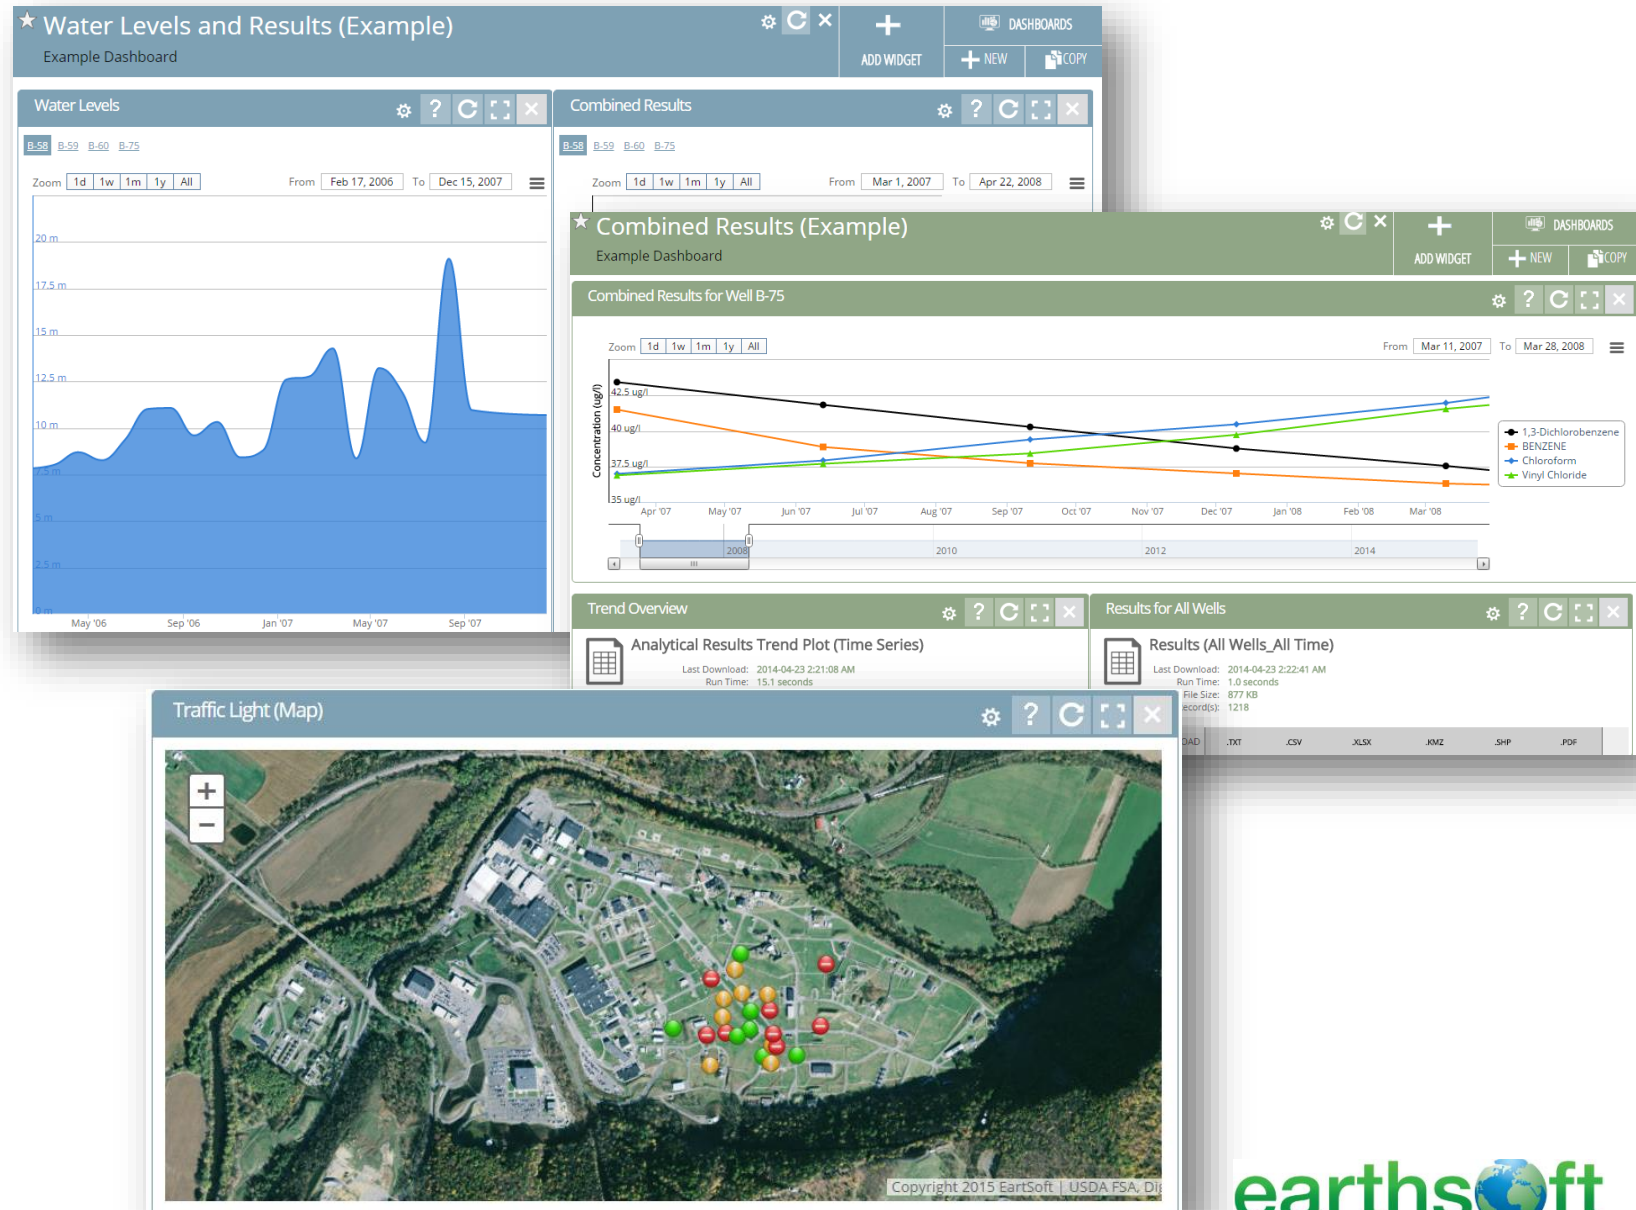 Water Levels and Results (Example)
Example Dashboard
ADD WIDGET
DASHBOARDS
NEW
COPY
Water Levels
?
B-58 B-59 B-60 B-75
Zoom 1d 1w 1m 1y All From Feb 17, 2006 To Dec 15, 2007
20 m
17.5 m
15 m
12.5 m
10 m
7.5 m
5 m
2.5 m
0 m
May '06 Sep '06 Jan '07 May '07 Sep '07
Combined Results
?
B-58 B-59 B-60 B-75
Zoom 1d 1w 1m 1y All From Mar 1, 2007 To Apr 22, 2008
Combined Results (Example)
Example Dashboard
ADD WIDGET
DASHBOARDS
NEW
COPY
Combined Results for Well B-75
?
Zoom 1d 1w 1m 1y All From Mar 11, 2007 To Mar 28, 2008
Concentration (ug/l)
42.5 ug/l
40 ug/l
37.5 ug/l
35 ug/l
Apr '07 May '07 Jun '07 Jul '07 Aug '07 Sep '07 Oct '07 Nov '07 Dec '07 Jan '08 Feb '08 Mar '08
1,3-Dichlorobenzene
BENZENE
Chloroform
Vinyl Chloride
2008 2010 2012 2014
Trend Overview
?
Analytical Results Trend Plot (Time Series)
Last Download: 2014-04-23 2:21:08 AM
Run Time: 15.1 seconds
Results for All Wells
?
Results (All Wells_All Time)
Last Download: 2014-04-23 2:22:41 AM
Run Time: 1.0 seconds
File Size: 877 KB
ecord(s): 1218
OAD .TXT .CSV .XLSX .KMZ .SHP .PDF
Traffic Light (Map)
?
+
−
Copyright 2015 EartSoft | USDA FSA, Dig
earthsoft